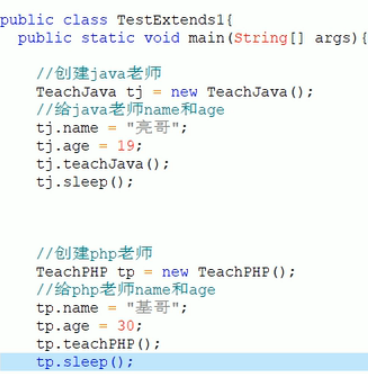 public class TestExtends1{
public static void main(String[] args){
//创建java老师
TeachJava tj = new TeachJava();
//给java老师name和age
tj.name = "亮哥";
tj.age = 19;
tj.teachJava();
tj.sleep();
//创建php老师
TeachPHP tp = new TeachPHP();
//给php老师name和age
tp.name = "基哥";
tp.age = 30;
tp.teachPHP();
tp.sleep();